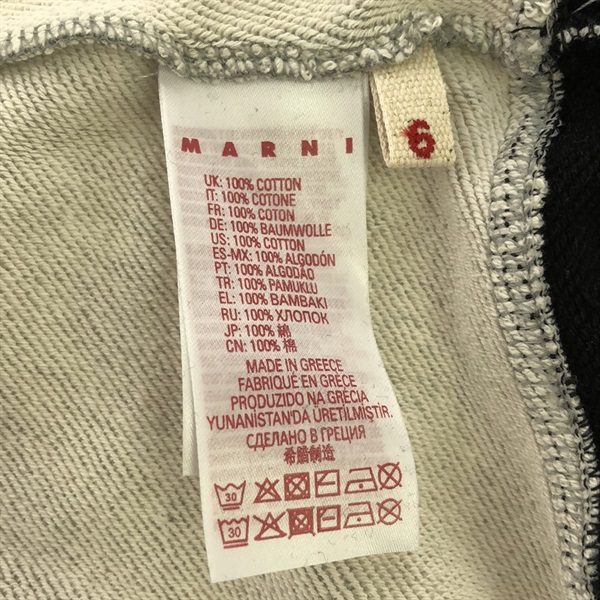 6
MARNI
UK: 100% COTTON
IT: 100% COTONE
FR: 100% COTON
DE: 100% BAUMWOLLE
US: 100% COTTON
ES-MX: 100% ALGODÓN
PT: 100% ALGODÃO
TR: 100% PAMUKLU
EL: 100% BAMBAKI
RU: 100% ХЛОПОК
JP: 100% 綿
CN: 100% 棉
MADE IN GREECE
FABRIQUÉ EN GRÈCE
PRODUZIDO NA GRÉCIA
YUNANİSTAN'DA ÜRETİLMİŞTİR.
СДЕЛАНО В ГРЕЦИЯ
希腊制造
30
30